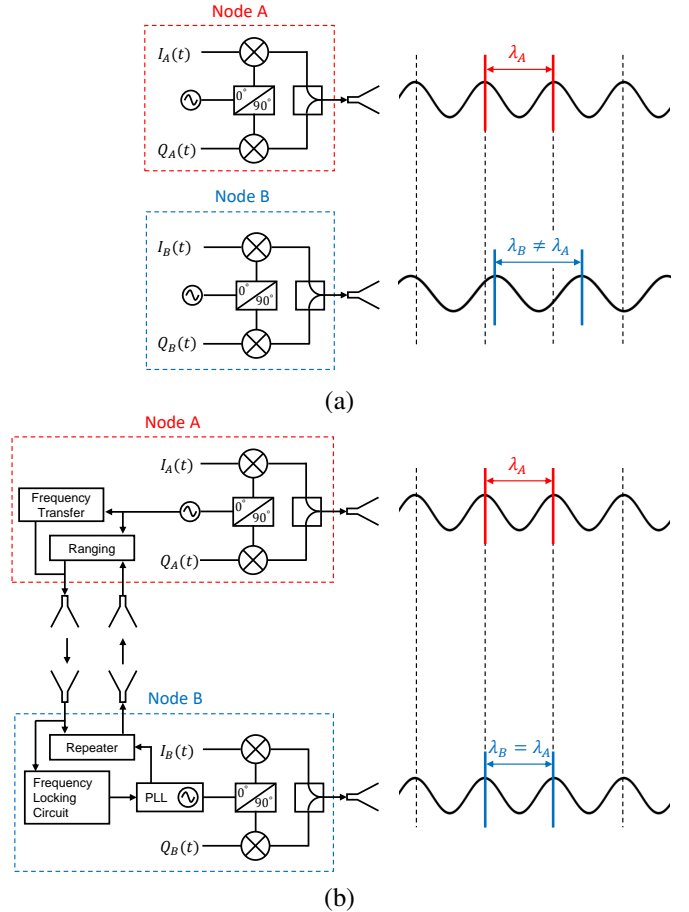 Node A
I_A(t)
0°
90°
Q_A(t)
λ_A
Node B
I_B(t)
0°
90°
Q_B(t)
λ_B ≠ λ_A
(a)
Node A
I_A(t)
Frequency
Transfer
0°
90°
Ranging
Q_A(t)
λ_A
Node B
Repeater
I_B(t)
Frequency
Locking
Circuit
PLL
0°
90°
Q_B(t)
λ_B = λ_A
(b)